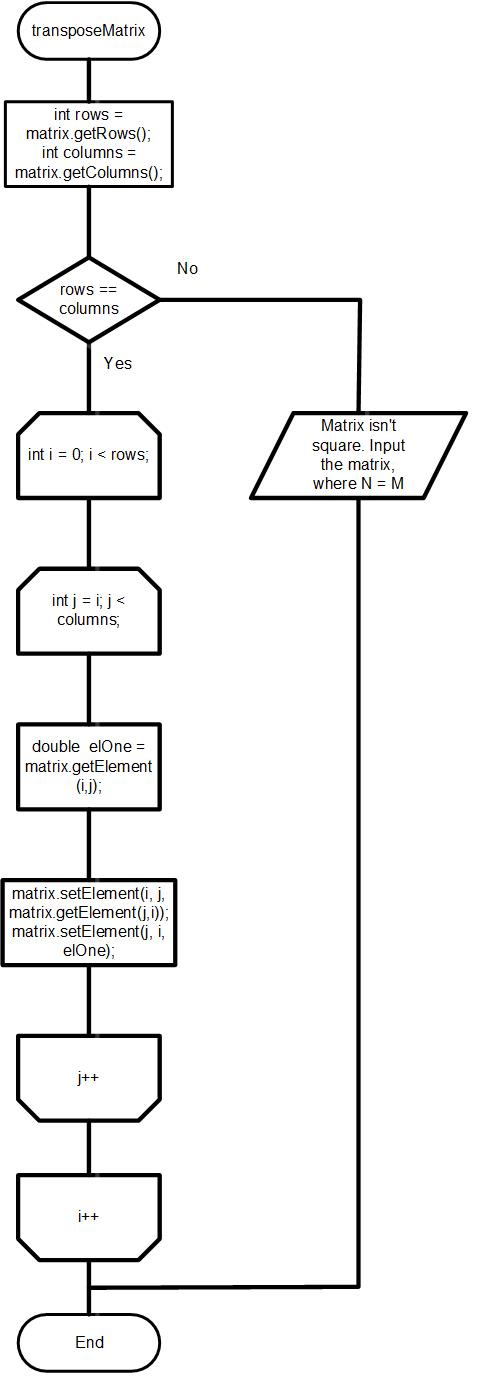 transposeMatrix
int rows =
matrix.getRows();
int columns =
matrix.getColumns();
rows ==
columns
No
Yes
int i = 0; i < rows;
Matrix isn't
square. Input
the matrix,
where N = M
int j = i; j <
columns;
double  elOne =
matrix.getElement
(i,j);
matrix.setElement(i, j,
matrix.getElement(j,i));
matrix.setElement(j, i,
elOne);
j++
i++
End